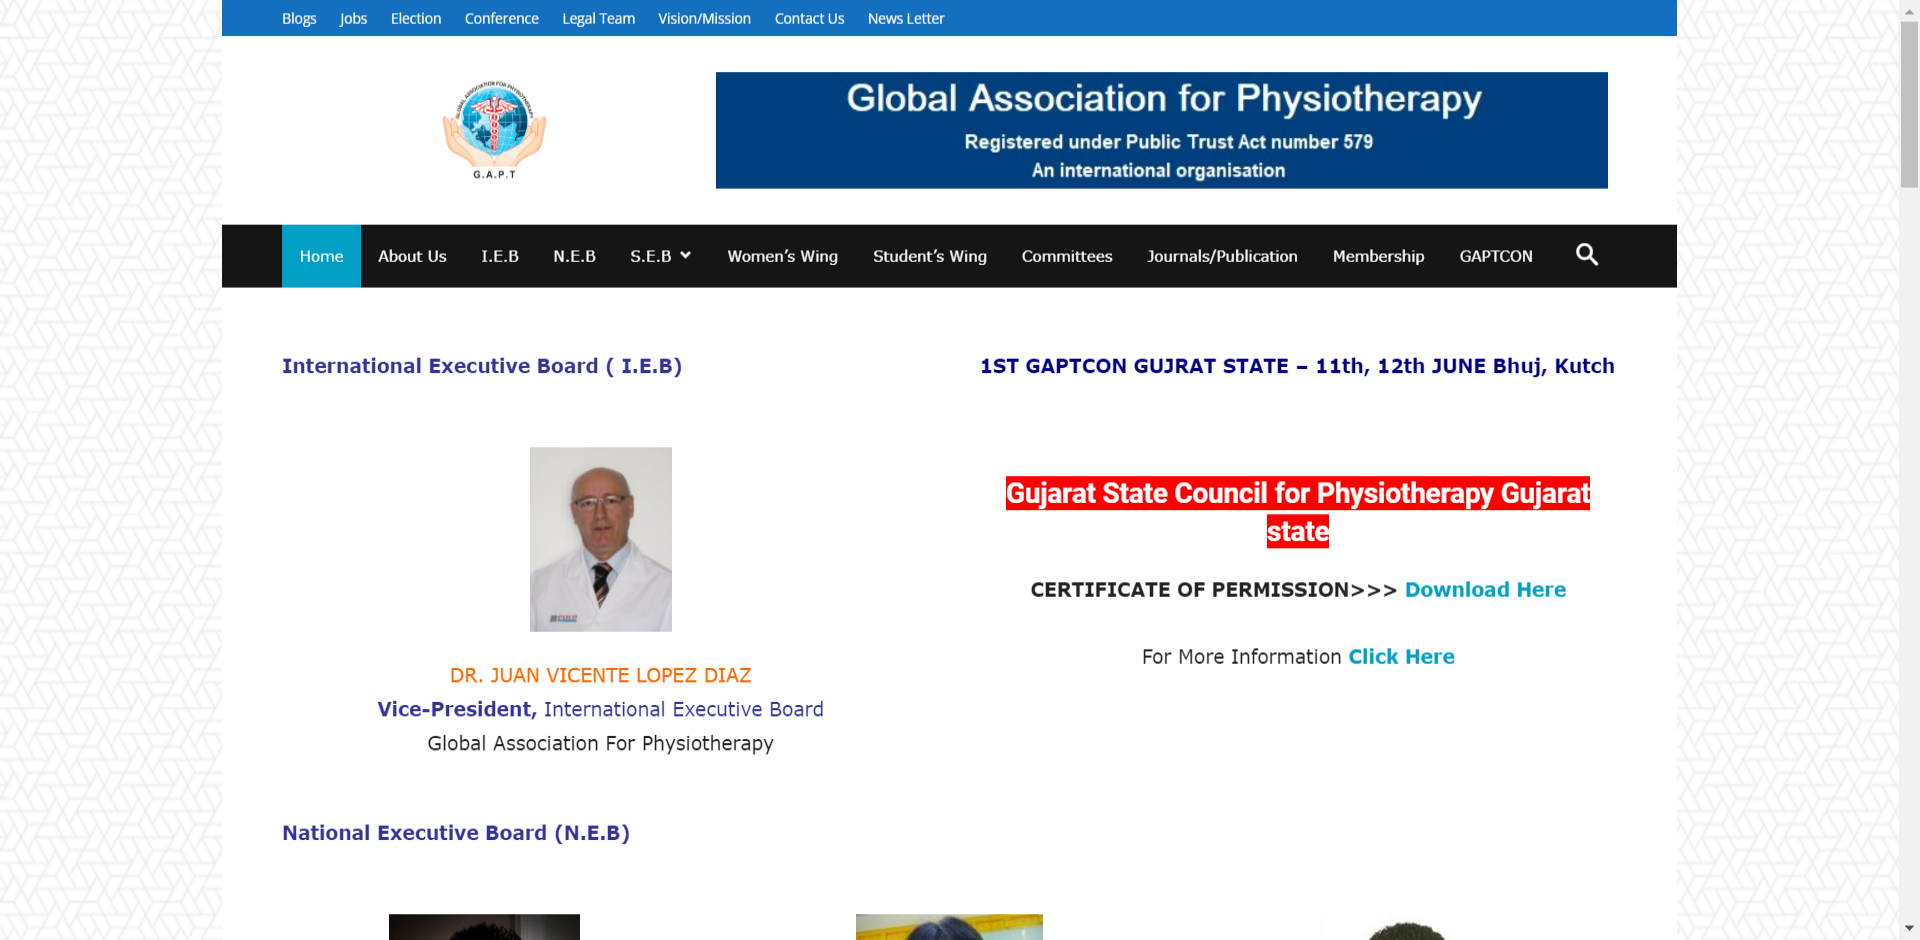 Blogs Jobs Election Conference Legal Team Vision/Mission Contact Us News Letter
GLOBAL ASSOCIATION FOR PHYSIOTHERAPY
G.A.P.T
Global Association for Physiotherapy
Registered under Public Trust Act number 579
An international organisation
Home About Us I.E.B N.E.B S.E.B Women’s Wing Student’s Wing Committees Journals/Publication Membership GAPTCON
International Executive Board ( I.E.B)
1ST GAPTCON GUJRAT STATE – 11th, 12th JUNE Bhuj, Kutch
Gujarat State Council for Physiotherapy Gujarat
state
CERTIFICATE OF PERMISSION>>> Download Here
For More Information Click Here
DR. JUAN VICENTE LOPEZ DIAZ
Vice-President, International Executive Board
Global Association For Physiotherapy
National Executive Board (N.E.B)